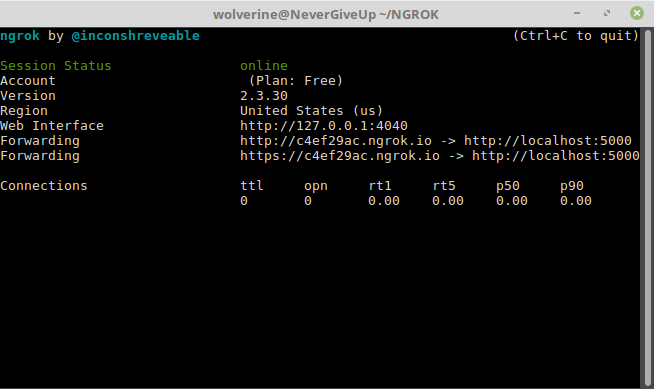 wolverine@NeverGiveUp ~/NGROK
ngrok by @inconshreveable (Ctrl+C to quit)
Session Status online
Account (Plan: Free)
Version 2.3.30
Region United States (us)
Web Interface http://127.0.0.1:4040
Forwarding http://c4ef29ac.ngrok.io -> http://localhost:5000
Forwarding https://c4ef29ac.ngrok.io -> http://localhost:5000
Connections ttl opn rt1 rt5 p50 p90
0 0 0.00 0.00 0.00 0.00